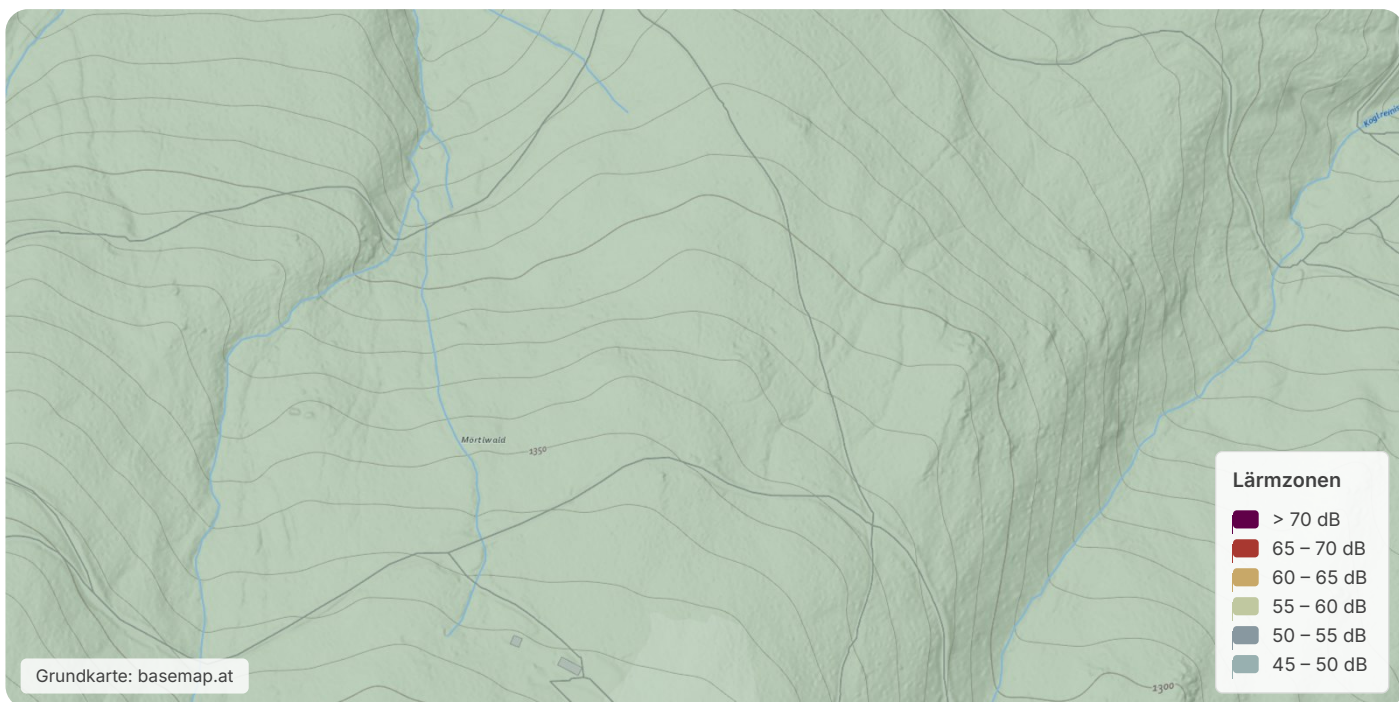 Mörtlwald
1350
1300
Lärmzonen
> 70 dB
65 – 70 dB
60 – 65 dB
55 – 60 dB
50 – 55 dB
45 – 50 dB
Grundkarte: basemap.at